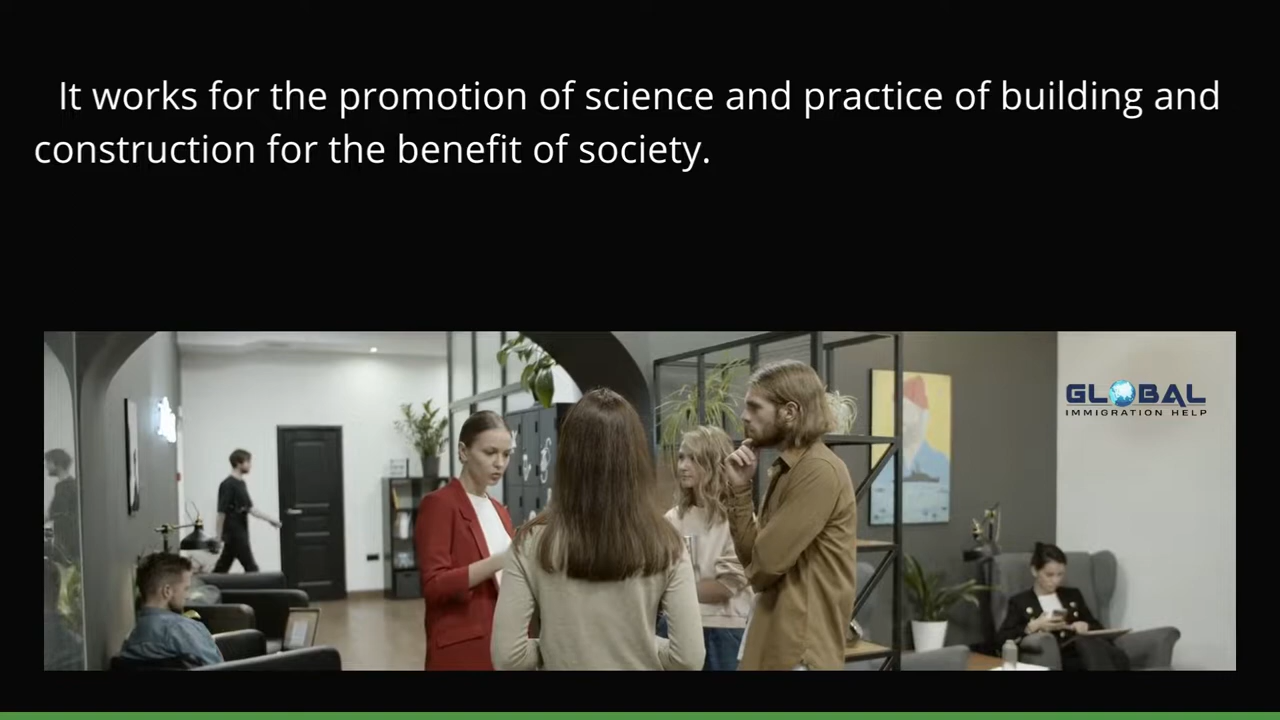 It works for the promotion of science and practice of building and
construction for the benefit of society.
GLOBAL
IMMIGRATION HELP